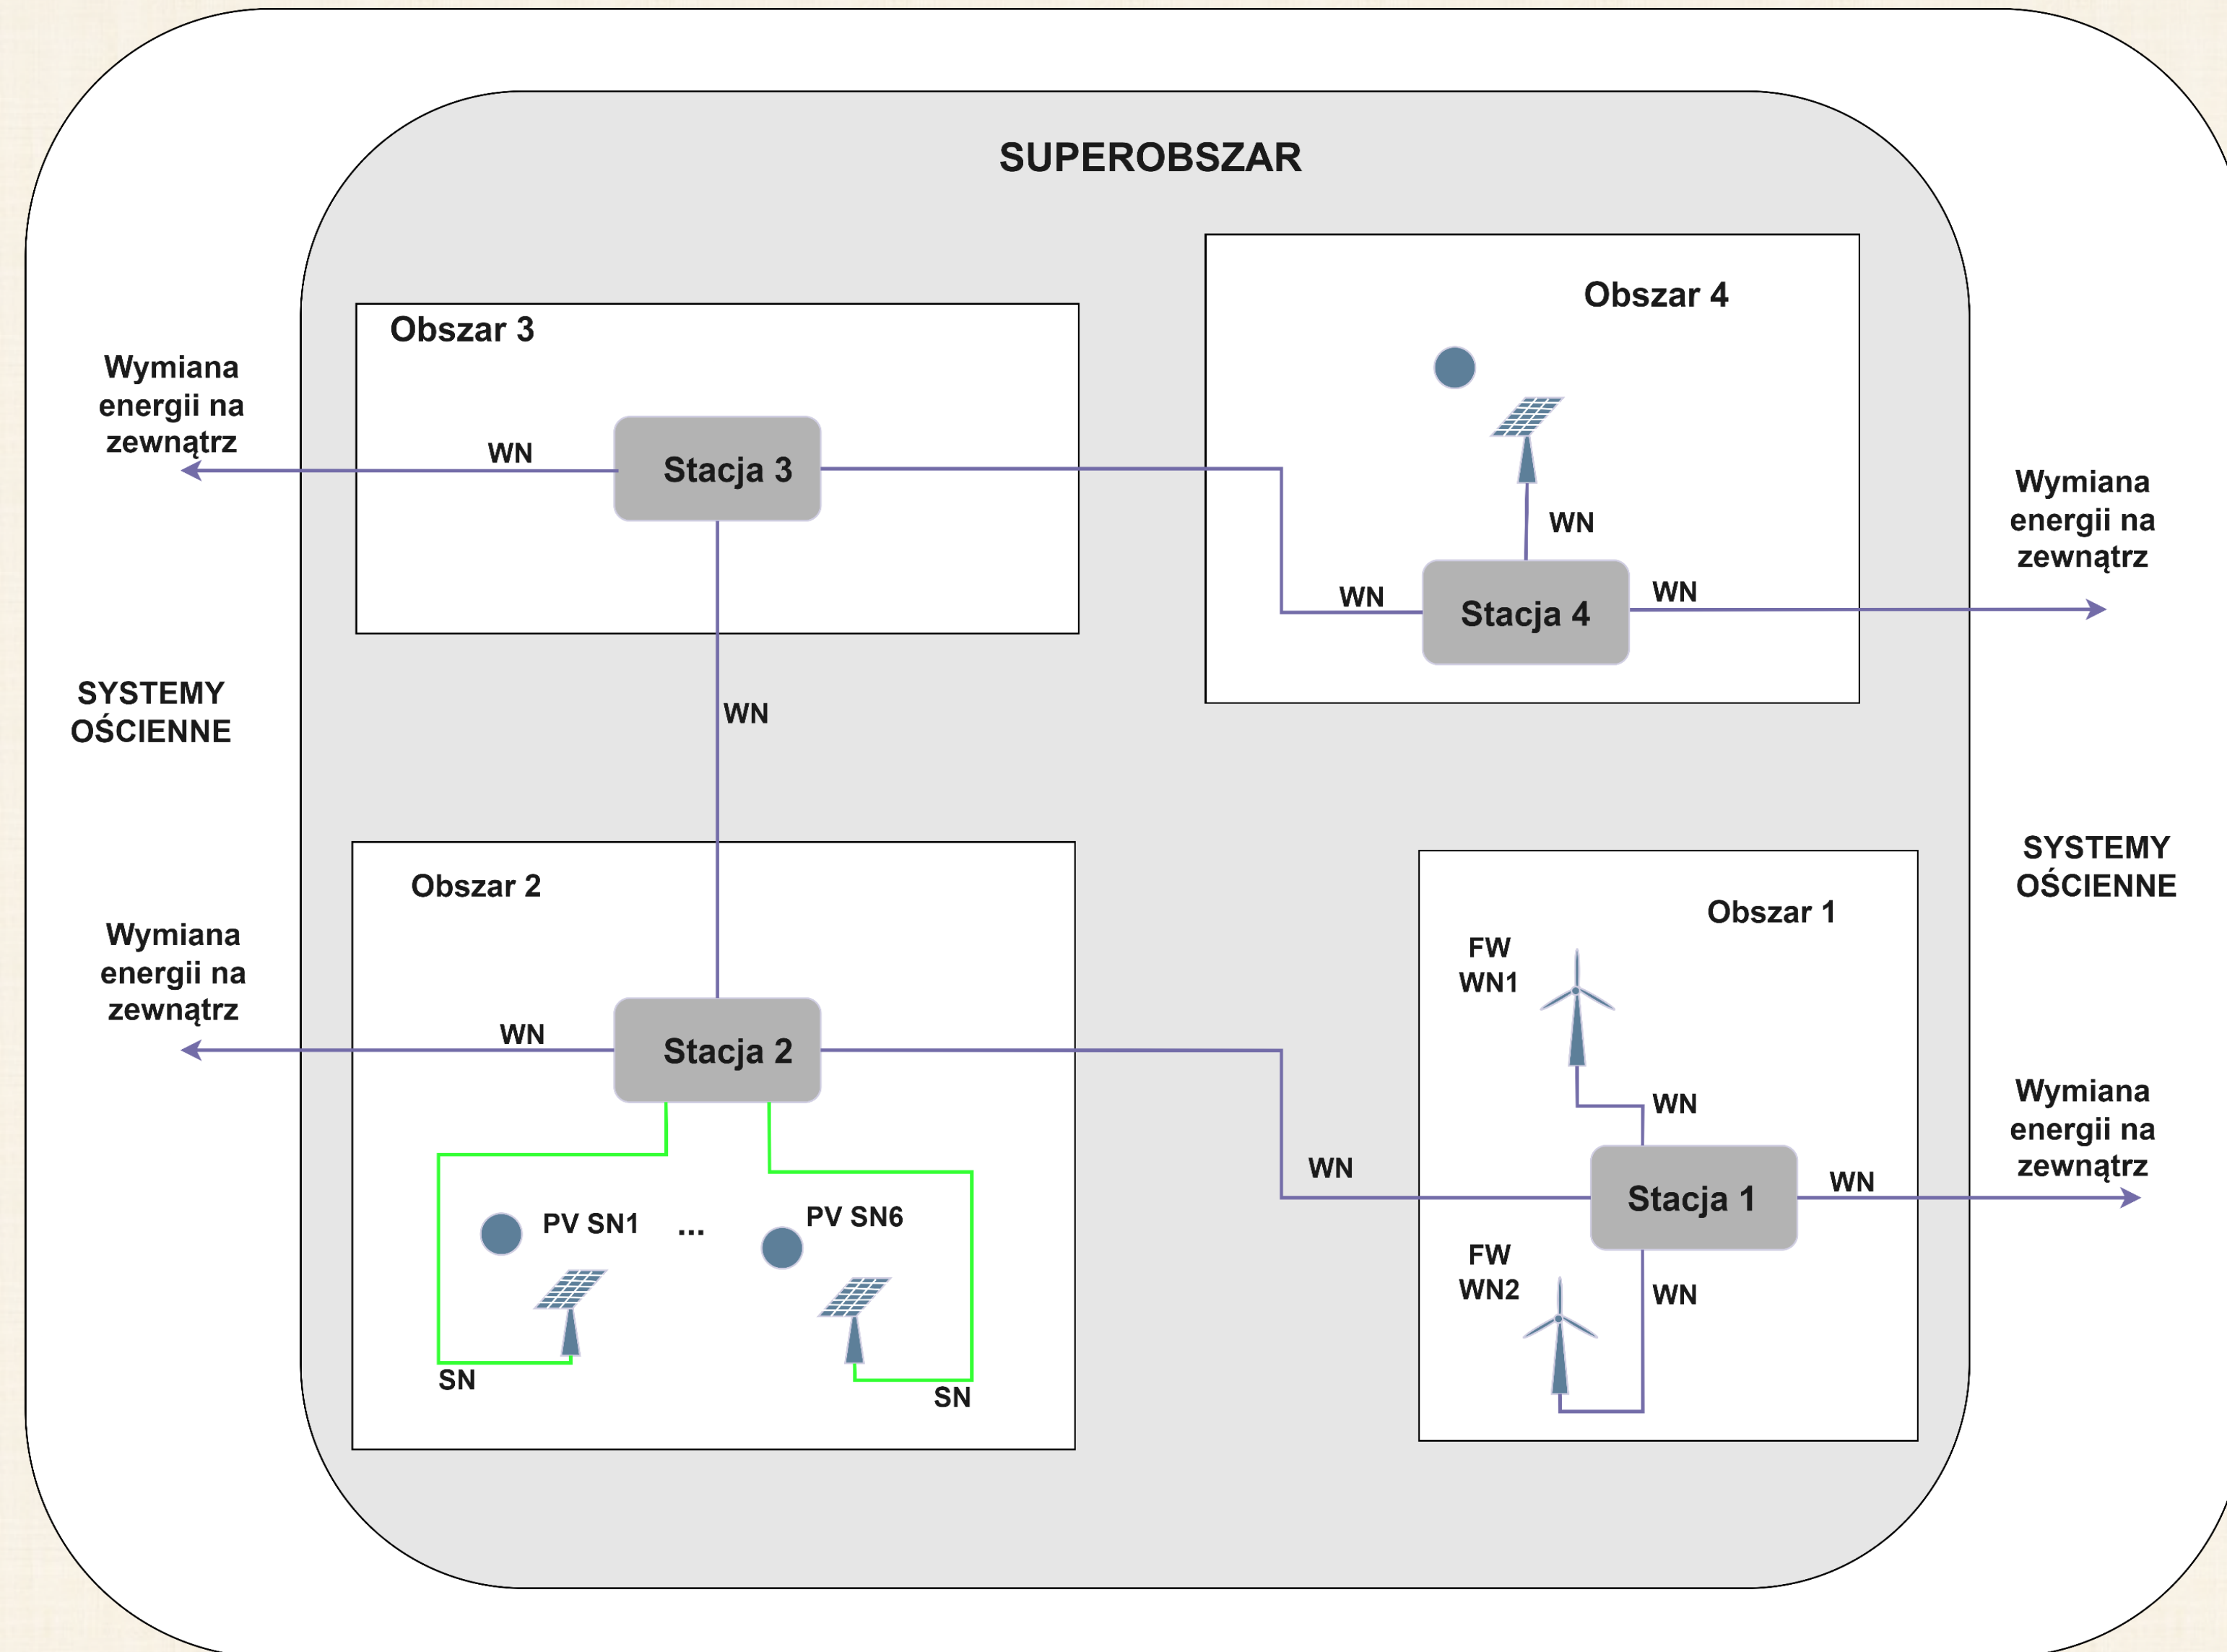 SUPEROBSZAR
Obszar 3
Wymiana
energii na
zewnątrz
WN
Stacja 3
Obszar 4
WN
WN
Stacja 4
WN
Wymiana
energii na
zewnątrz
SYSTEMY
OŚCIENNE
WN
SYSTEMY
OŚCIENNE
Obszar 2
Wymiana
energii na
zewnątrz
WN
Stacja 2
PV SN1
...
PV SN6
SN
SN
Obszar 1
FW
WN1
WN
WN
Stacja 1
WN
Wymiana
energii na
zewnątrz
FW
WN2
WN